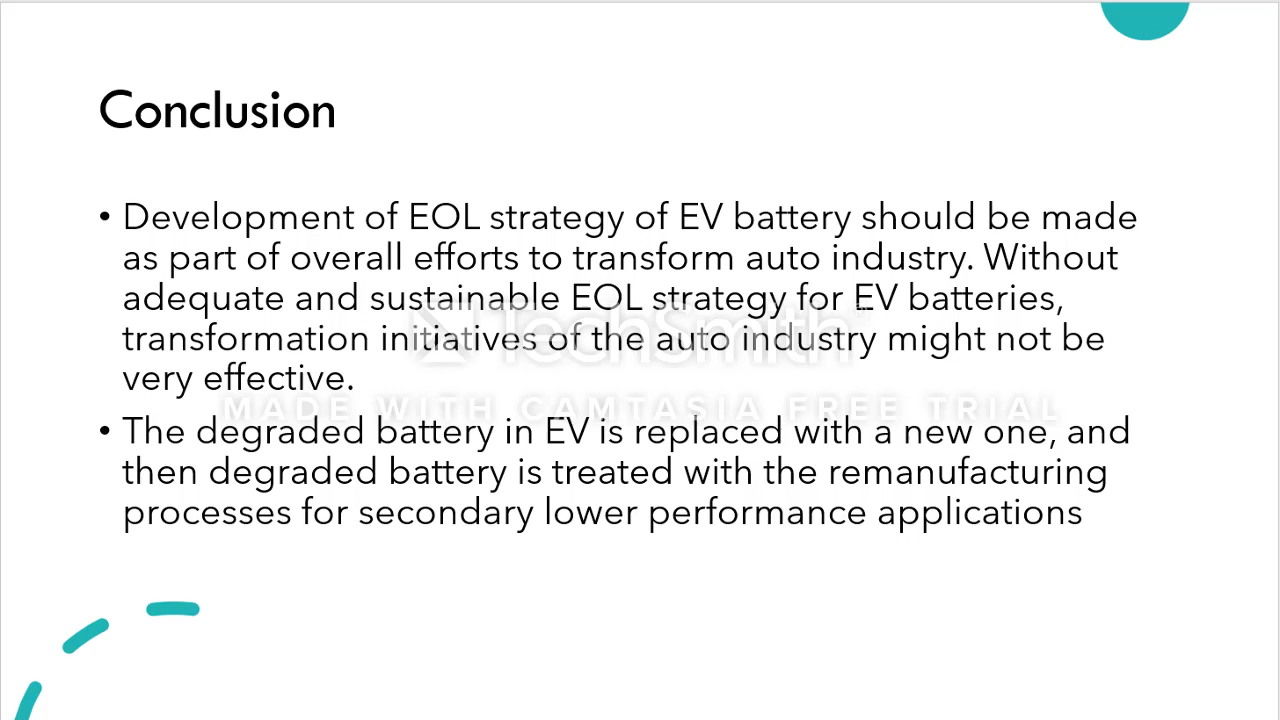 Conclusion
• Development of EOL strategy of EV battery should be made
as part of overall efforts to transform auto industry. Without
adequate and sustainable EOL strategy for EV batteries,
transformation initiatives of the auto industry might not be
very effective.
TechSmith
MADE WITH CAMTASIA FREE TRIAL
• The degraded battery in EV is replaced with a new one, and
then degraded battery is treated with the remanufacturing
processes for secondary lower performance applications